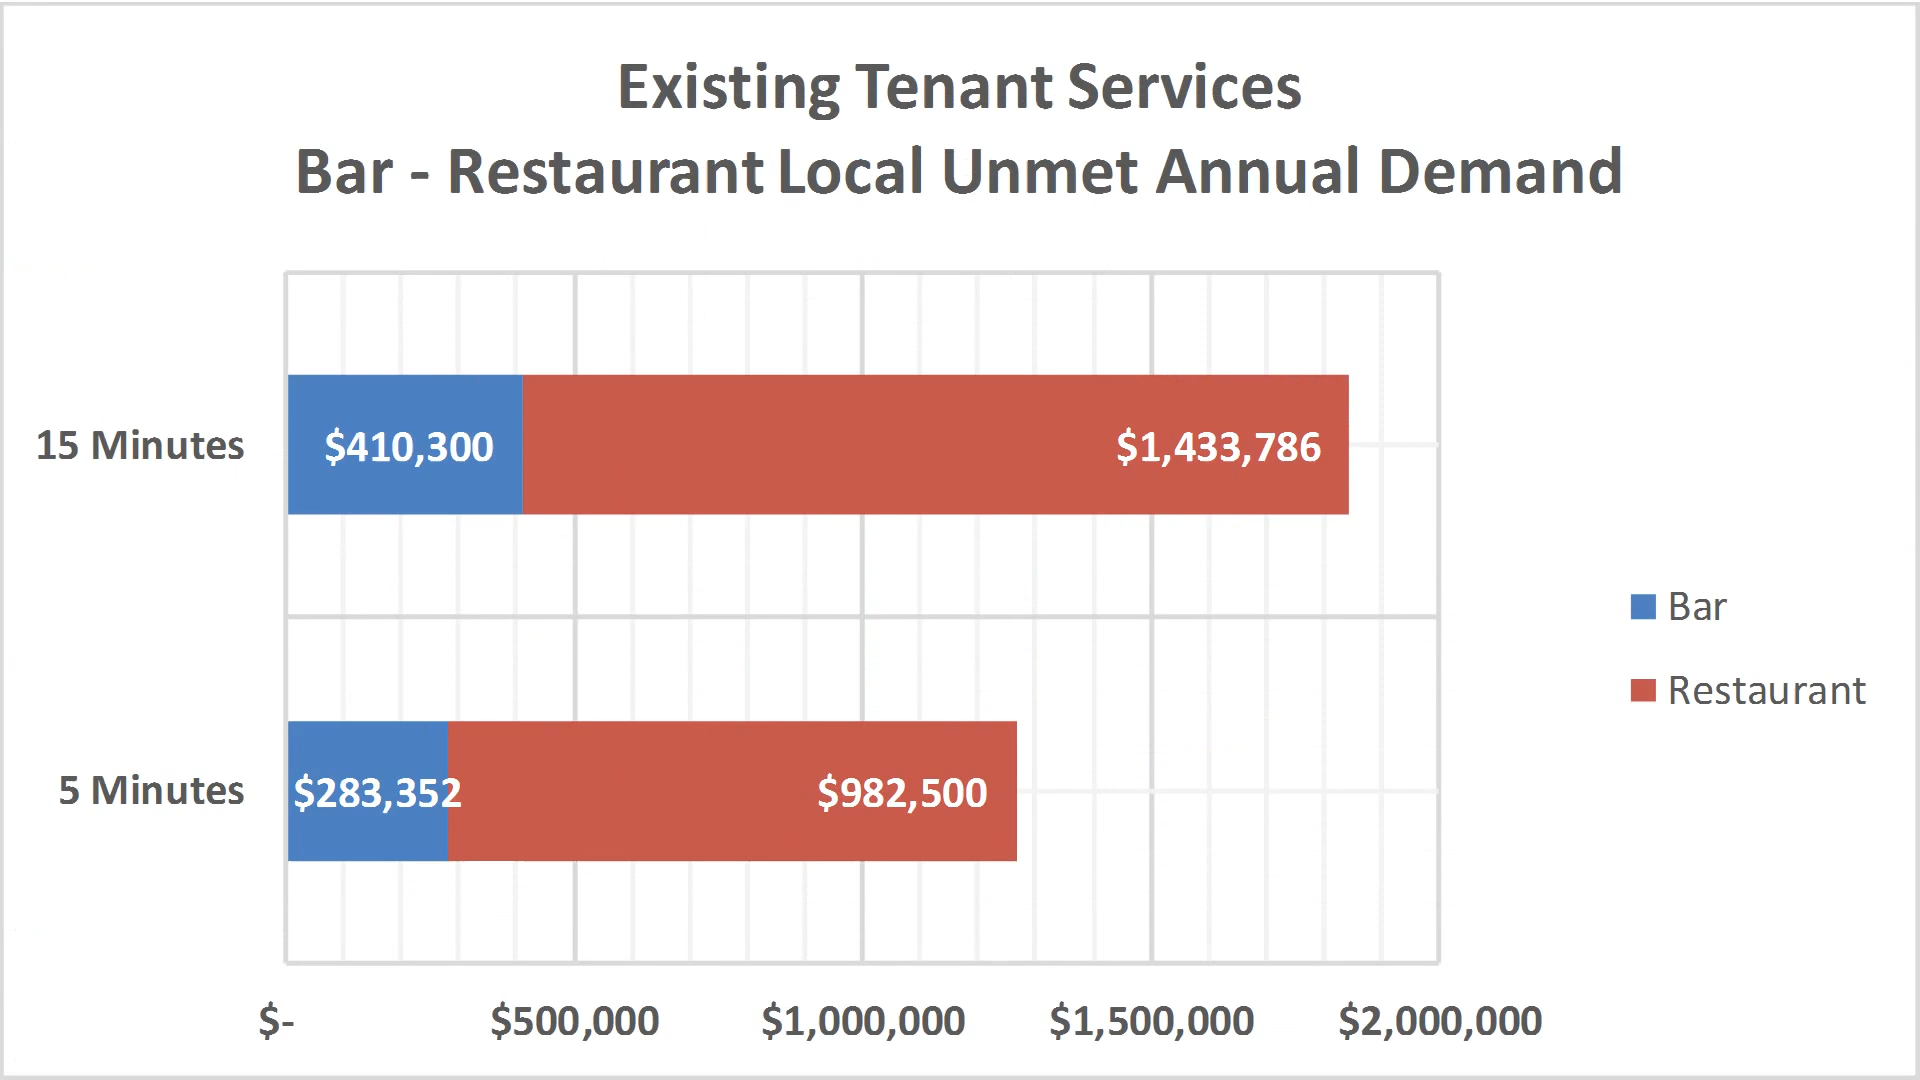 Existing Tenant Services
Bar - Restaurant Local Unmet Annual Demand
15 Minutes
$410,300
$1,433,786
5 Minutes
$283,352
$982,500
Bar
Restaurant
$-
$500,000
$1,000,000
$1,500,000
$2,000,000